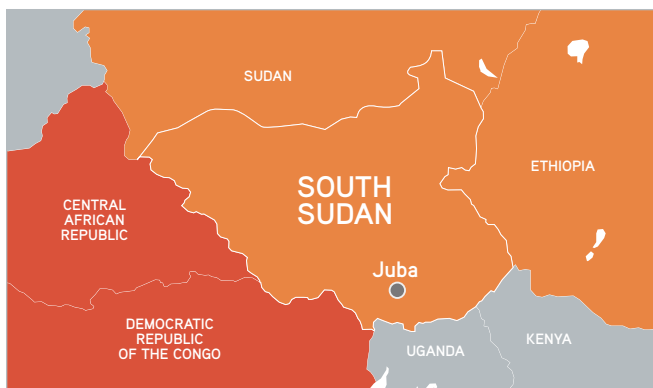 SUDAN
ETHIOPIA
SOUTH
SUDAN
CENTRAL
AFRICAN
REPUBLIC
Juba
DEMOCRATIC
REPUBLIC
OF THE CONGO
UGANDA
KENYA